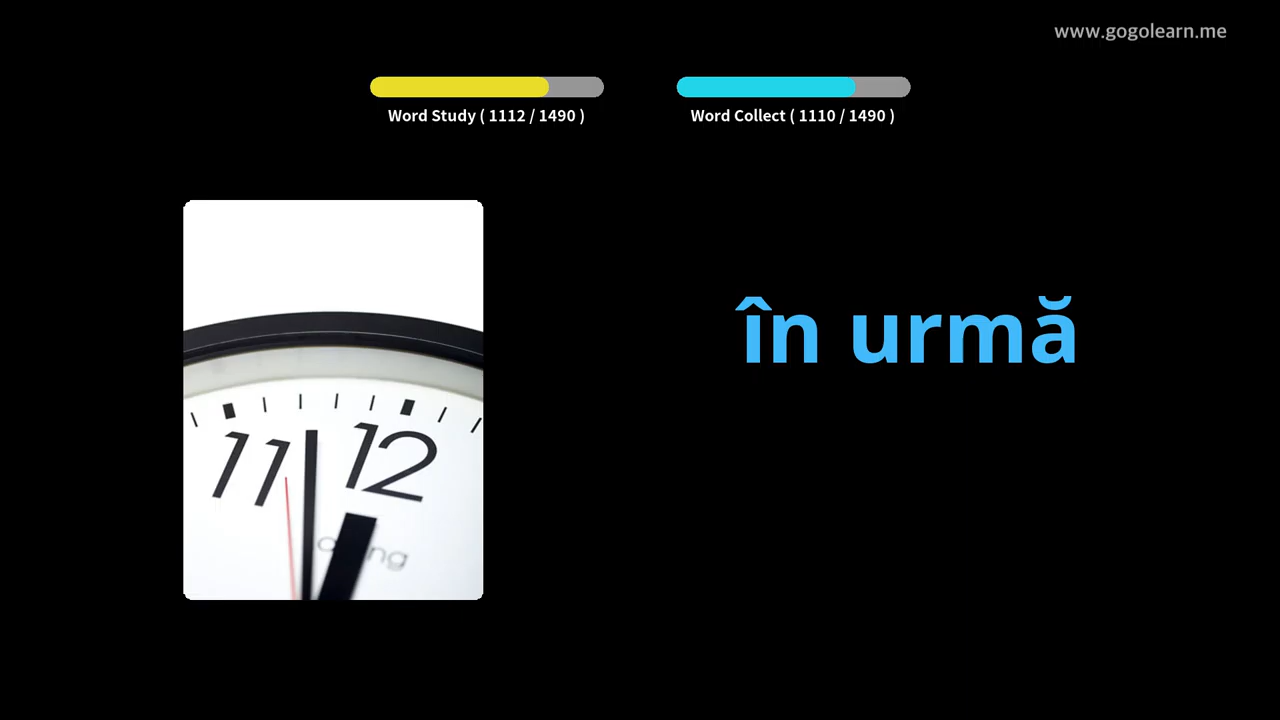 www.gogolearn.me
Word Study ( 1112 / 1490 )
Word Collect ( 1110 / 1490 )
în urmă
11
12